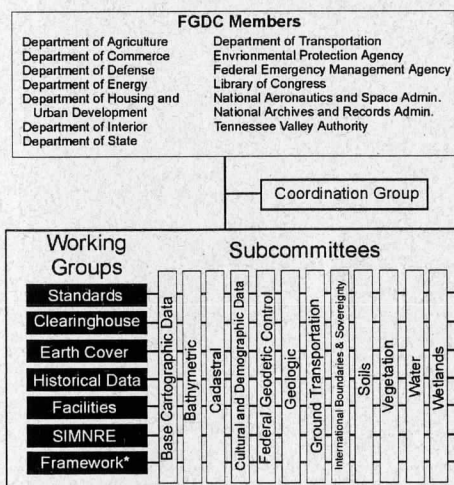 FGDC Members
Department of Agriculture
Department of Commerce
Department of Defense
Department of Energy
Department of Housing and
Urban Development
Department of Interior
Department of State
Department of Transportation
Envrionmental Protection Agency
Federal Emergency Management Agency
Library of Congress
National Aeronautics and Space Admin.
National Archives and Records Admin.
Tennessee Valley Authority
Coordination Group
Working
Groups
Standards
Clearinghouse
Earth Cover
Historical Data
Facilities
SIMNRE
Framework*
Subcommittees
Base Cartographic Data
Bathymetric
Cadastral
Cultural and Demographic Data
Federal Geodetic Control
Geologic
Ground Transportation
International Boundaries & Sovereignty
Soils
Vegetation
Water
Wetlands